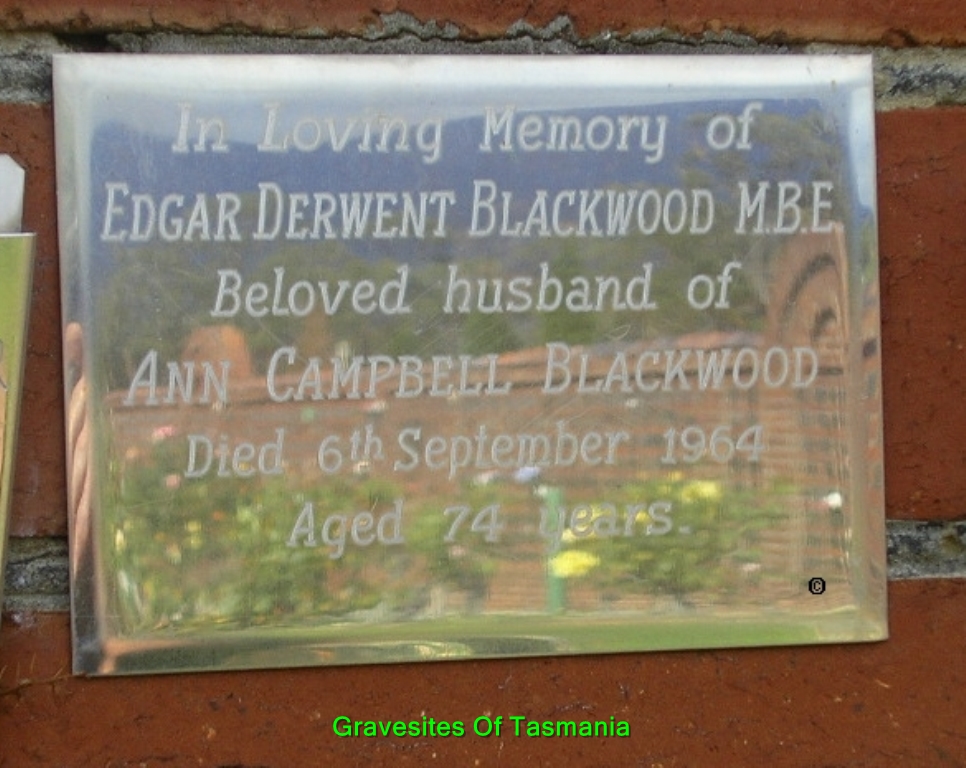 In Loving Memory of
EDGAR DERWENT BLACKWOOD M.B.E
Beloved husband of
ANN CAMPBELL BLACKWOOD
Died 6th September 1964
Aged 74 years.
©
Gravesites Of Tasmania